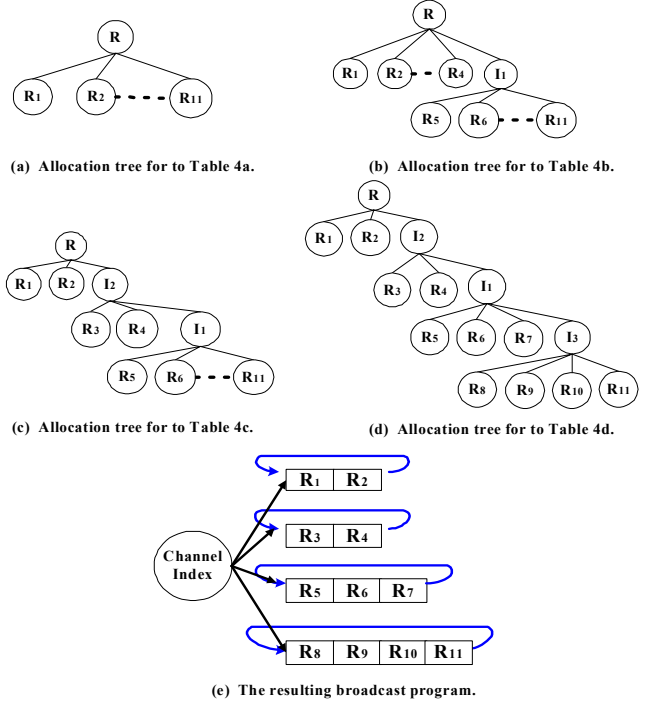 R
R1 R2 R11
(a) Allocation tree for to Table 4a.
R
R1 R2 R4 I1
R5 R6 R11
(b) Allocation tree for to Table 4b.
R
R1 R2 I2
R3 R4 I1
R5 R6 R11
(c) Allocation tree for to Table 4c.
R
R1 R2 I2
R3 R4 I1
R5 R6 R7 I3
R8 R9 R10 R11
(d) Allocation tree for to Table 4d.
Channel
Index
R1 R2
R3 R4
R5 R6 R7
R8 R9 R10 R11
(e) The resulting broadcast program.